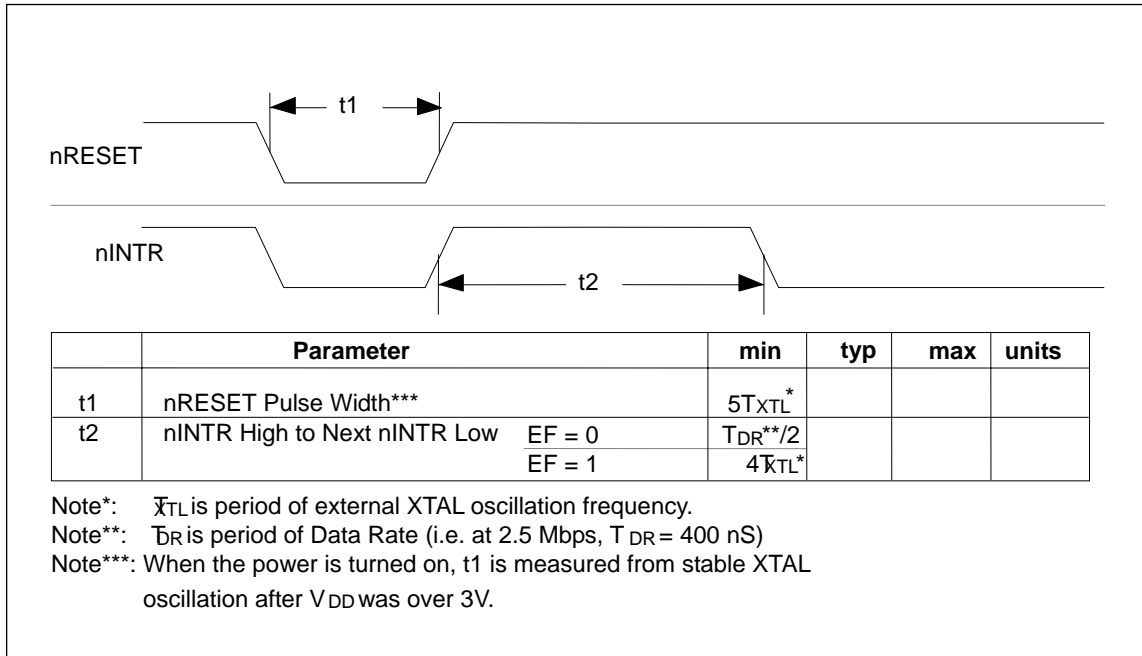 t1
nRESET
nINTR
t2
Parameter min typ max units
t1 nRESET Pulse Width*** 5TXTL*
t2 nINTR High to Next nINTR Low EF = 0 TDR**/2
EF = 1 4TXTL*
Note*: TXTL is period of external XTAL oscillation frequency.
Note**: TDR is period of Data Rate (i.e. at 2.5 Mbps, T DR = 400 nS)
Note***: When the power is turned on, t1 is measured from stable XTAL
oscillation after VDD was over 3V.